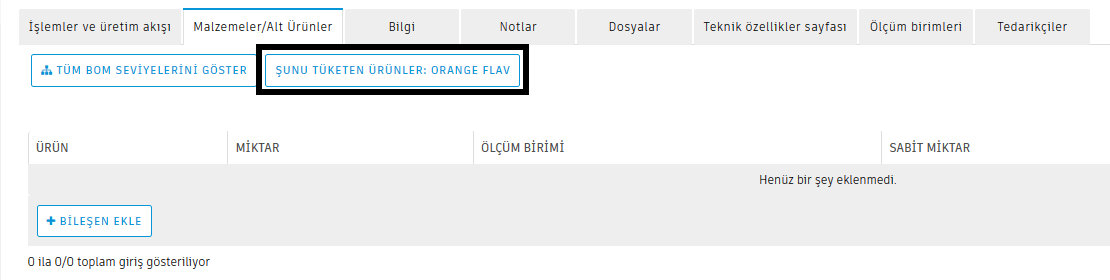 İşlemler ve üretim akışı Malzemeler/Alt Ürünler Bilgi Notlar Dosyalar Teknik özellikler sayfası Ölçüm birimleri Tedarikçiler
TÜM BOM SEVİYELERİNİ GÖSTER ŞUNU TÜKETEN ÜRÜNLER: ORANGE FLAV
ÜRÜN MİKTAR ÖLÇÜM BİRİMİ SABİT MİKTAR
Henüz bir şey eklenmedi.
BİLEŞEN EKLE
0 ila 0/0 toplam giriş gösteriliyor